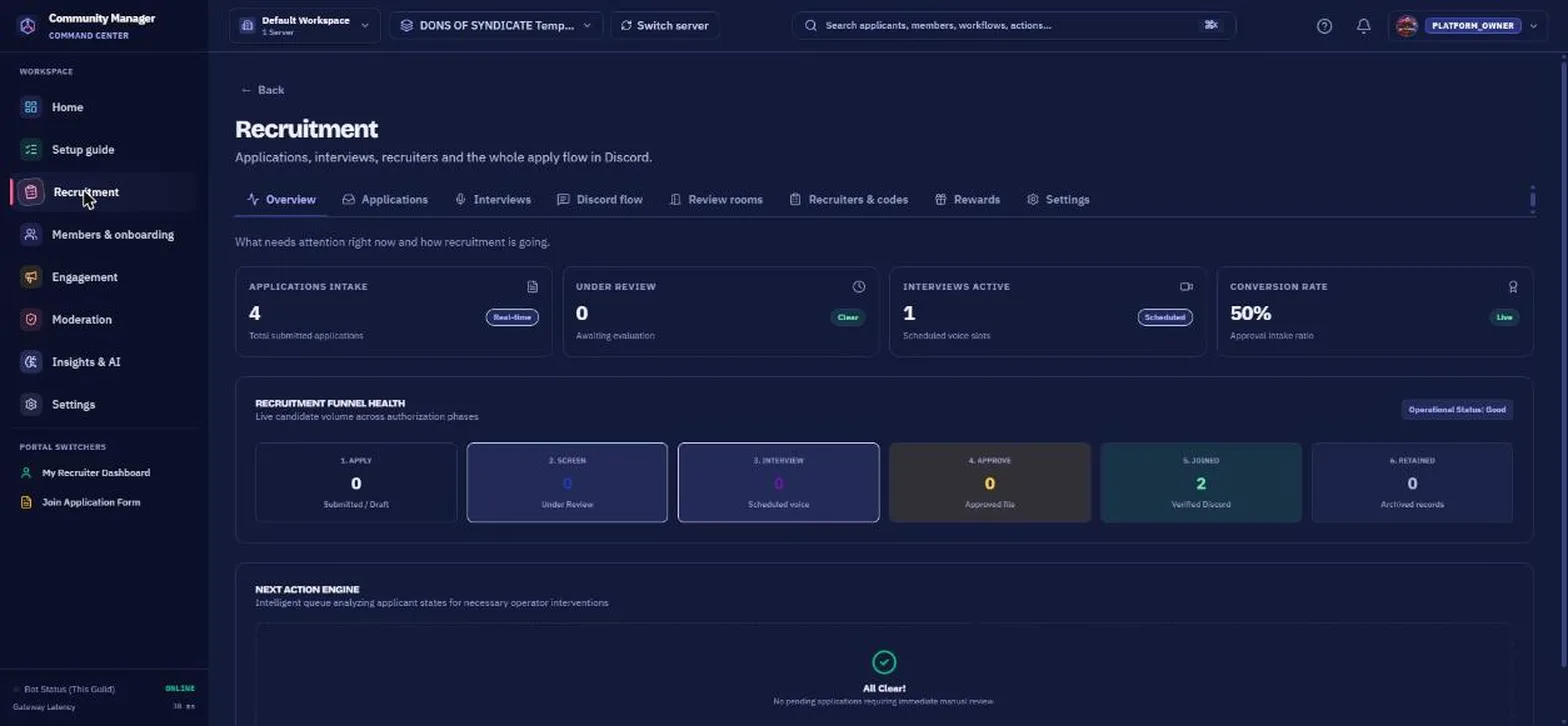 Community Manager
COMMAND CENTER
Default Workspace
1 Server
DONS OF SYNDICATE Temp...
Switch server
Search applicants, members, workflows, actions...
⌘K
PLATFORM_OWNER
WORKSPACE
Home
Setup guide
Recruitment
Members & onboarding
Engagement
Moderation
Insights & AI
Settings
PORTAL SWITCHERS
My Recruiter Dashboard
Join Application Form
Bot Status (This Guild) ONLINE
Gateway Latency 38 ms
← Back
Recruitment
Applications, interviews, recruiters and the whole apply flow in Discord.
Overview Applications Interviews Discord flow Review rooms Recruiters & codes Rewards Settings
What needs attention right now and how recruitment is going.
APPLICATIONS INTAKE
4
Real-time
Total submitted applications
UNDER REVIEW
0
Clear
Awaiting evaluation
INTERVIEWS ACTIVE
1
Scheduled
Scheduled voice slots
CONVERSION RATE
50%
Live
Approval intake ratio
RECRUITMENT FUNNEL HEALTH
Live candidate volume across authorization phases
Operational Status: Good
1. APPLY
0
Submitted / Draft
2. SCREEN
0
Under Review
3. INTERVIEW
0
Scheduled voice
4. APPROVE
0
Approved file
5. JOINED
2
Verified Discord
6. RETAINED
0
Archived records
NEXT ACTION ENGINE
Intelligent queue analyzing applicant states for necessary operator interventions
All Clear!
No pending applications requiring immediate manual review.